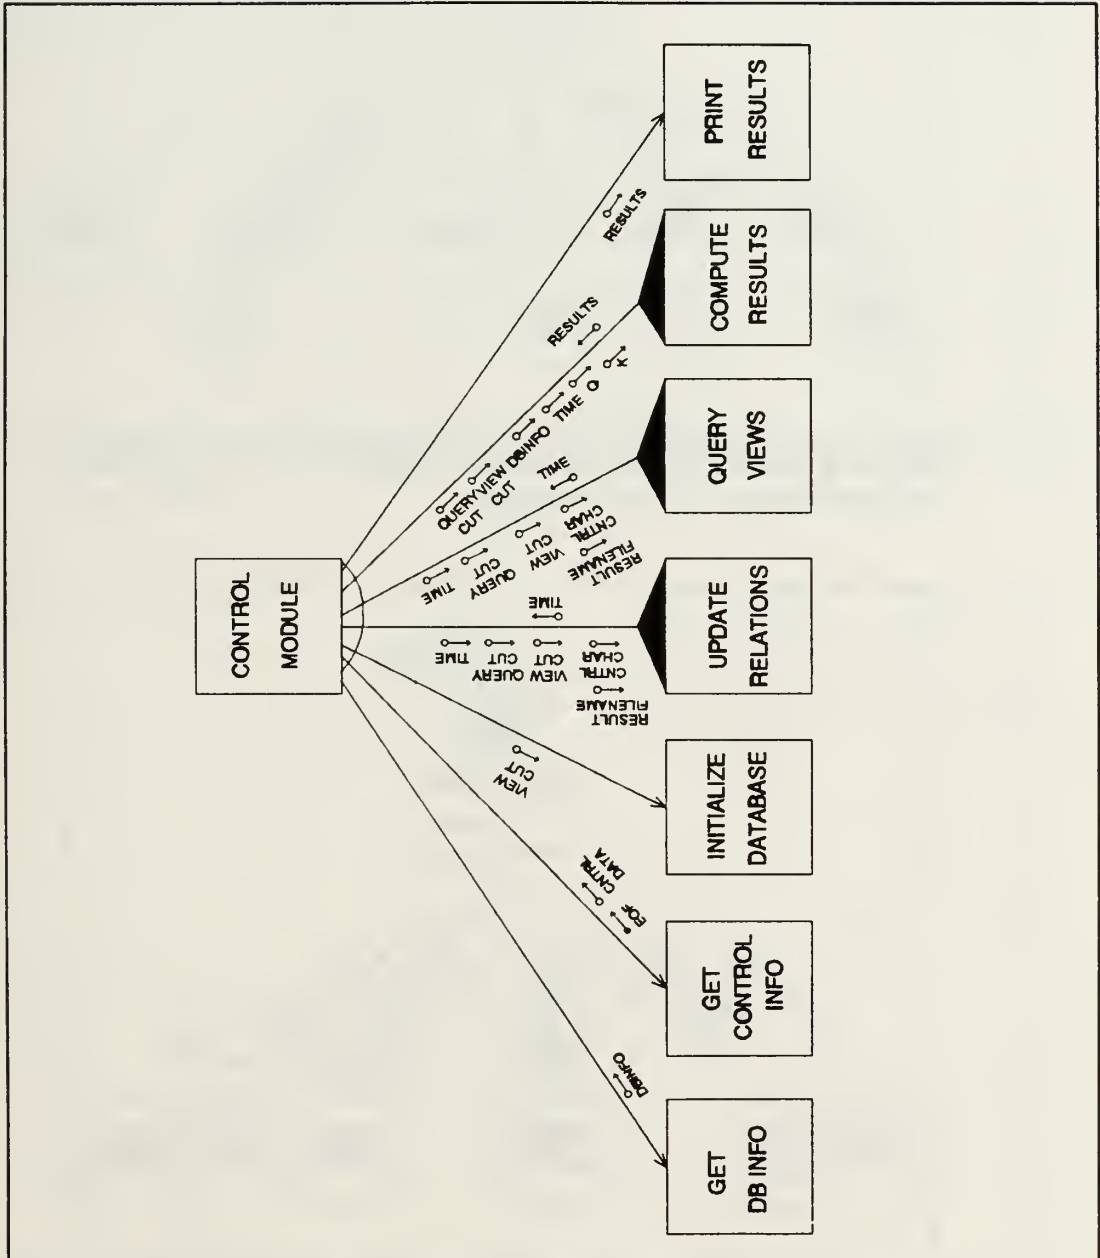 CONTROL
MODULE
DBINFO
EOF
CNTRL
DATA
VIEW
CUT
TIME
QUERY
CUT
VIEW
CUT
CNTRL
CHAR
RESULT
FILENAME
TIME
TIME
QUERY
CUT
VIEW
CUT
CNTRL
CHAR
RESULT
FILENAME
TIME
QUERY
CUT
VIEW
CUT
DBINFO
TIME
Q
K
RESULTS
RESULTS
GET
DB INFO
GET
CONTROL
INFO
INITIALIZE
DATABASE
UPDATE
RELATIONS
QUERY
VIEWS
COMPUTE
RESULTS
PRINT
RESULTS